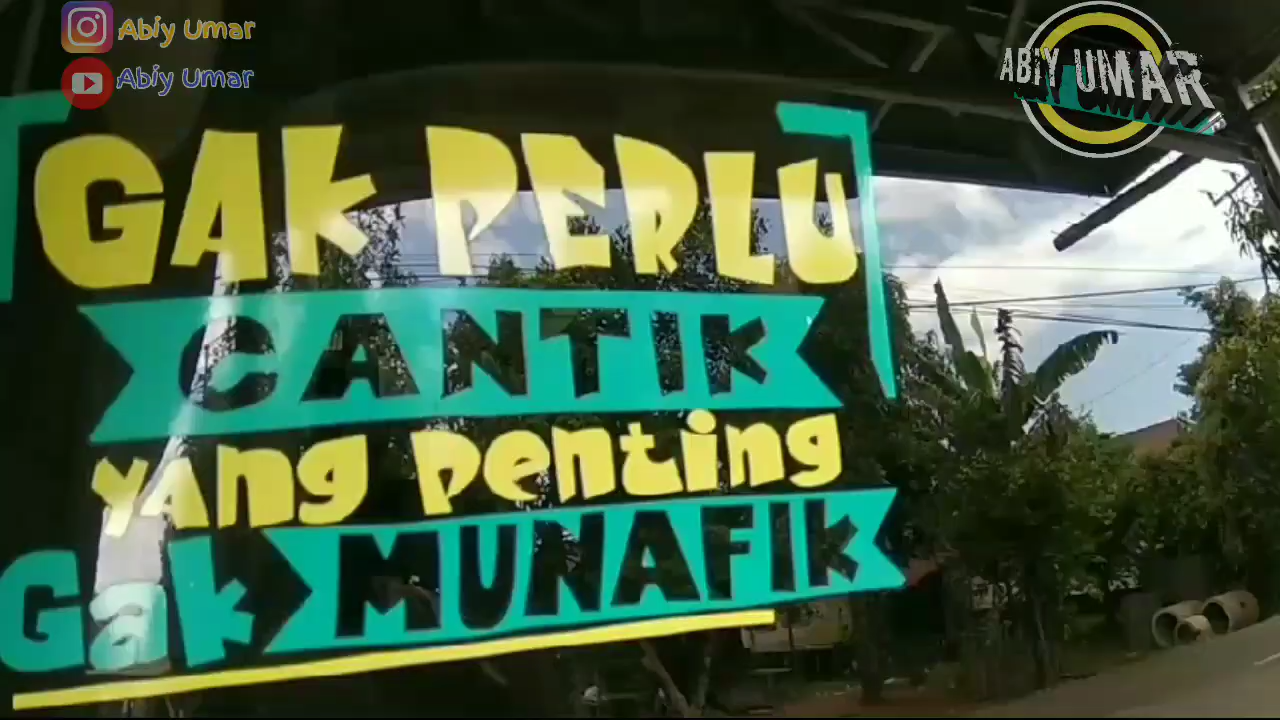 Abiy Umar
Abiy Umar
ABiY UMAR
GAK PERLU
CANTIK
YANg penting
Gak MUNAFIk